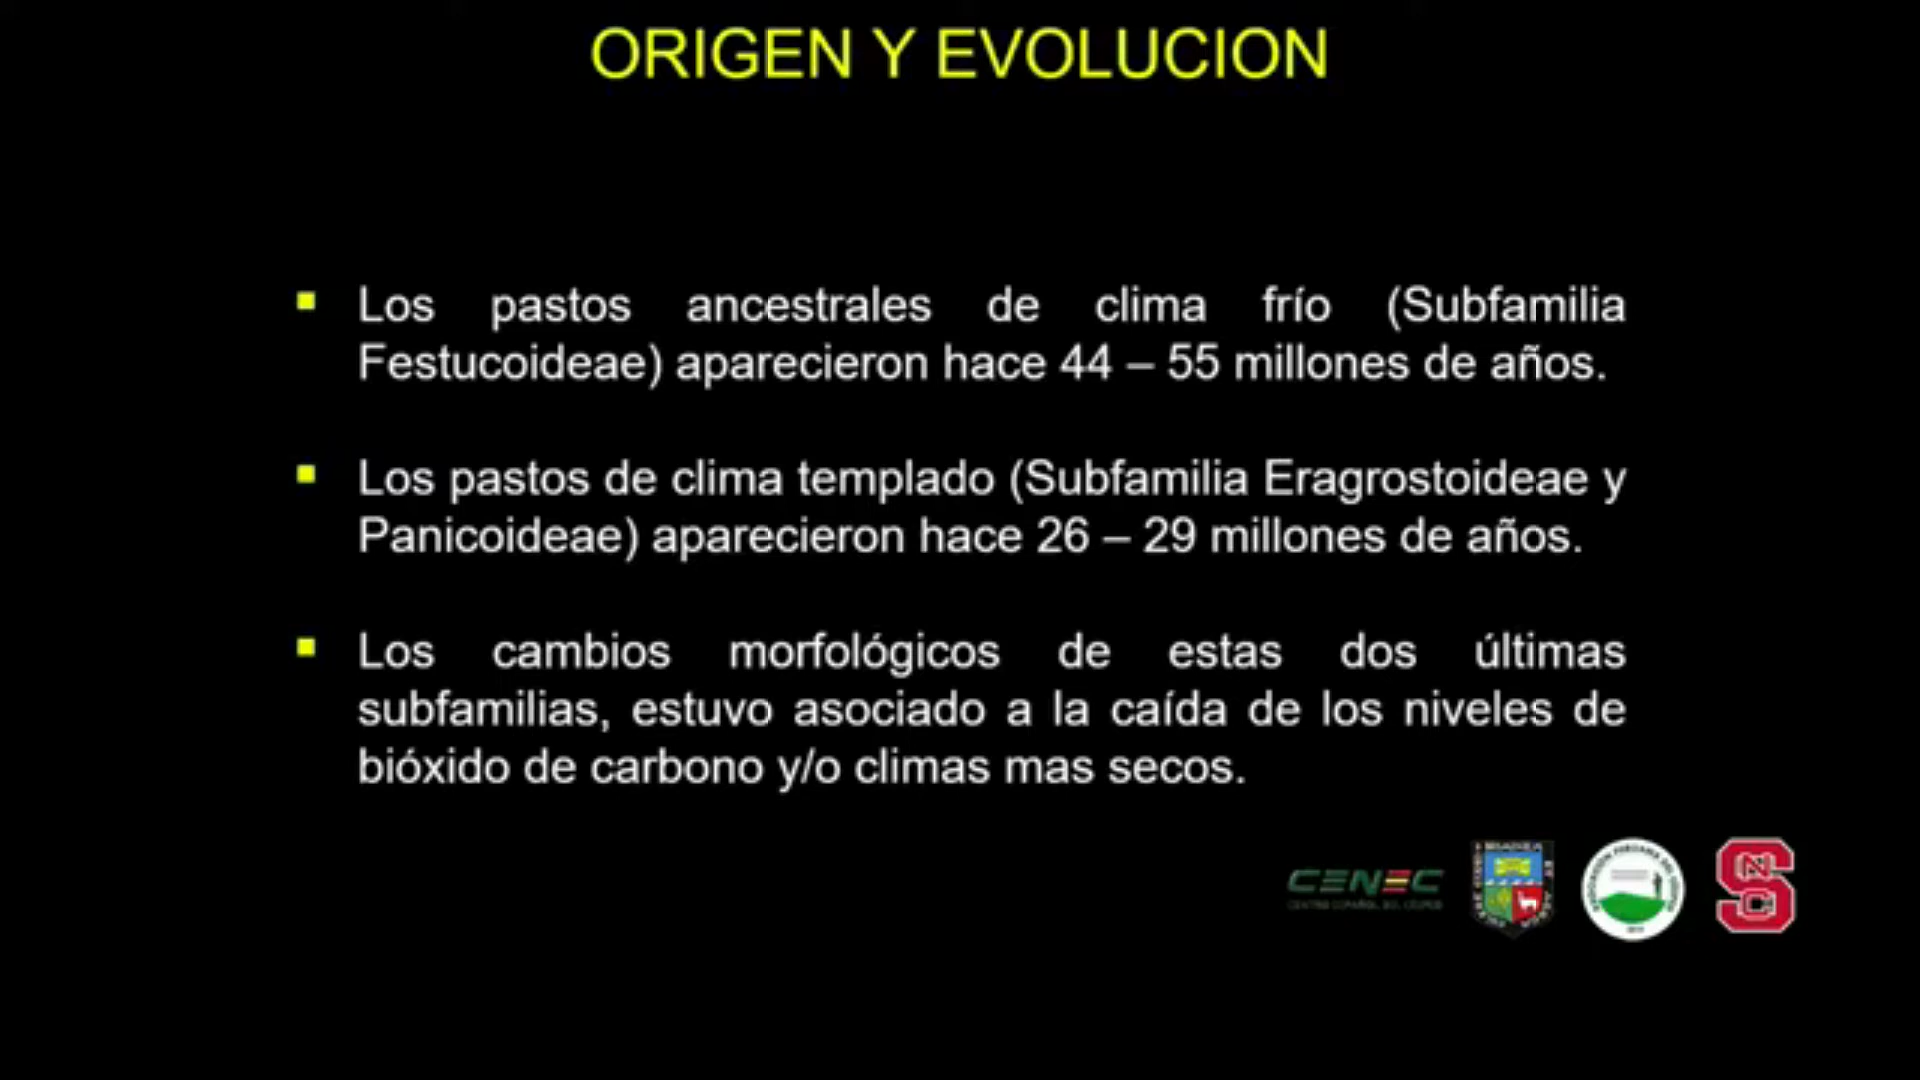 ORIGEN Y EVOLUCION
▪ Los pastos ancestrales de clima frío (Subfamilia
Festucoideae) aparecieron hace 44 – 55 millones de años.
▪ Los pastos de clima templado (Subfamilia Eragrostoideae y
Panicoideae) aparecieron hace 26 – 29 millones de años.
▪ Los cambios morfológicos de estas dos últimas
subfamilias, estuvo asociado a la caída de los niveles de
bióxido de carbono y/o climas mas secos.
CENEC
NCS